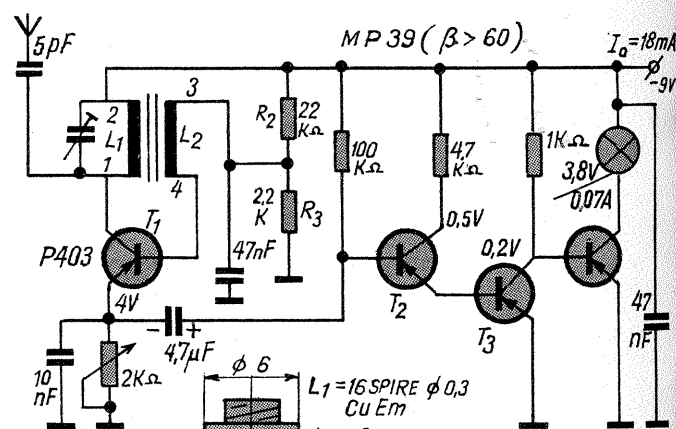 5pF
MP39 (β>60)
Io=18mA
-9V
2
L1
1
3
L2
4
R2
22
KΩ
100
KΩ
4,7
KΩ
1KΩ
3,8V
0,07A
2,2
K
R3
T1
P403
47nF
0,5V
0,2V
T2
T3
4V
- +
4,7μF
10
nF
2KΩ
47
nF
φ 6
L1=16 SPIRE φ 0,3
Cu Em